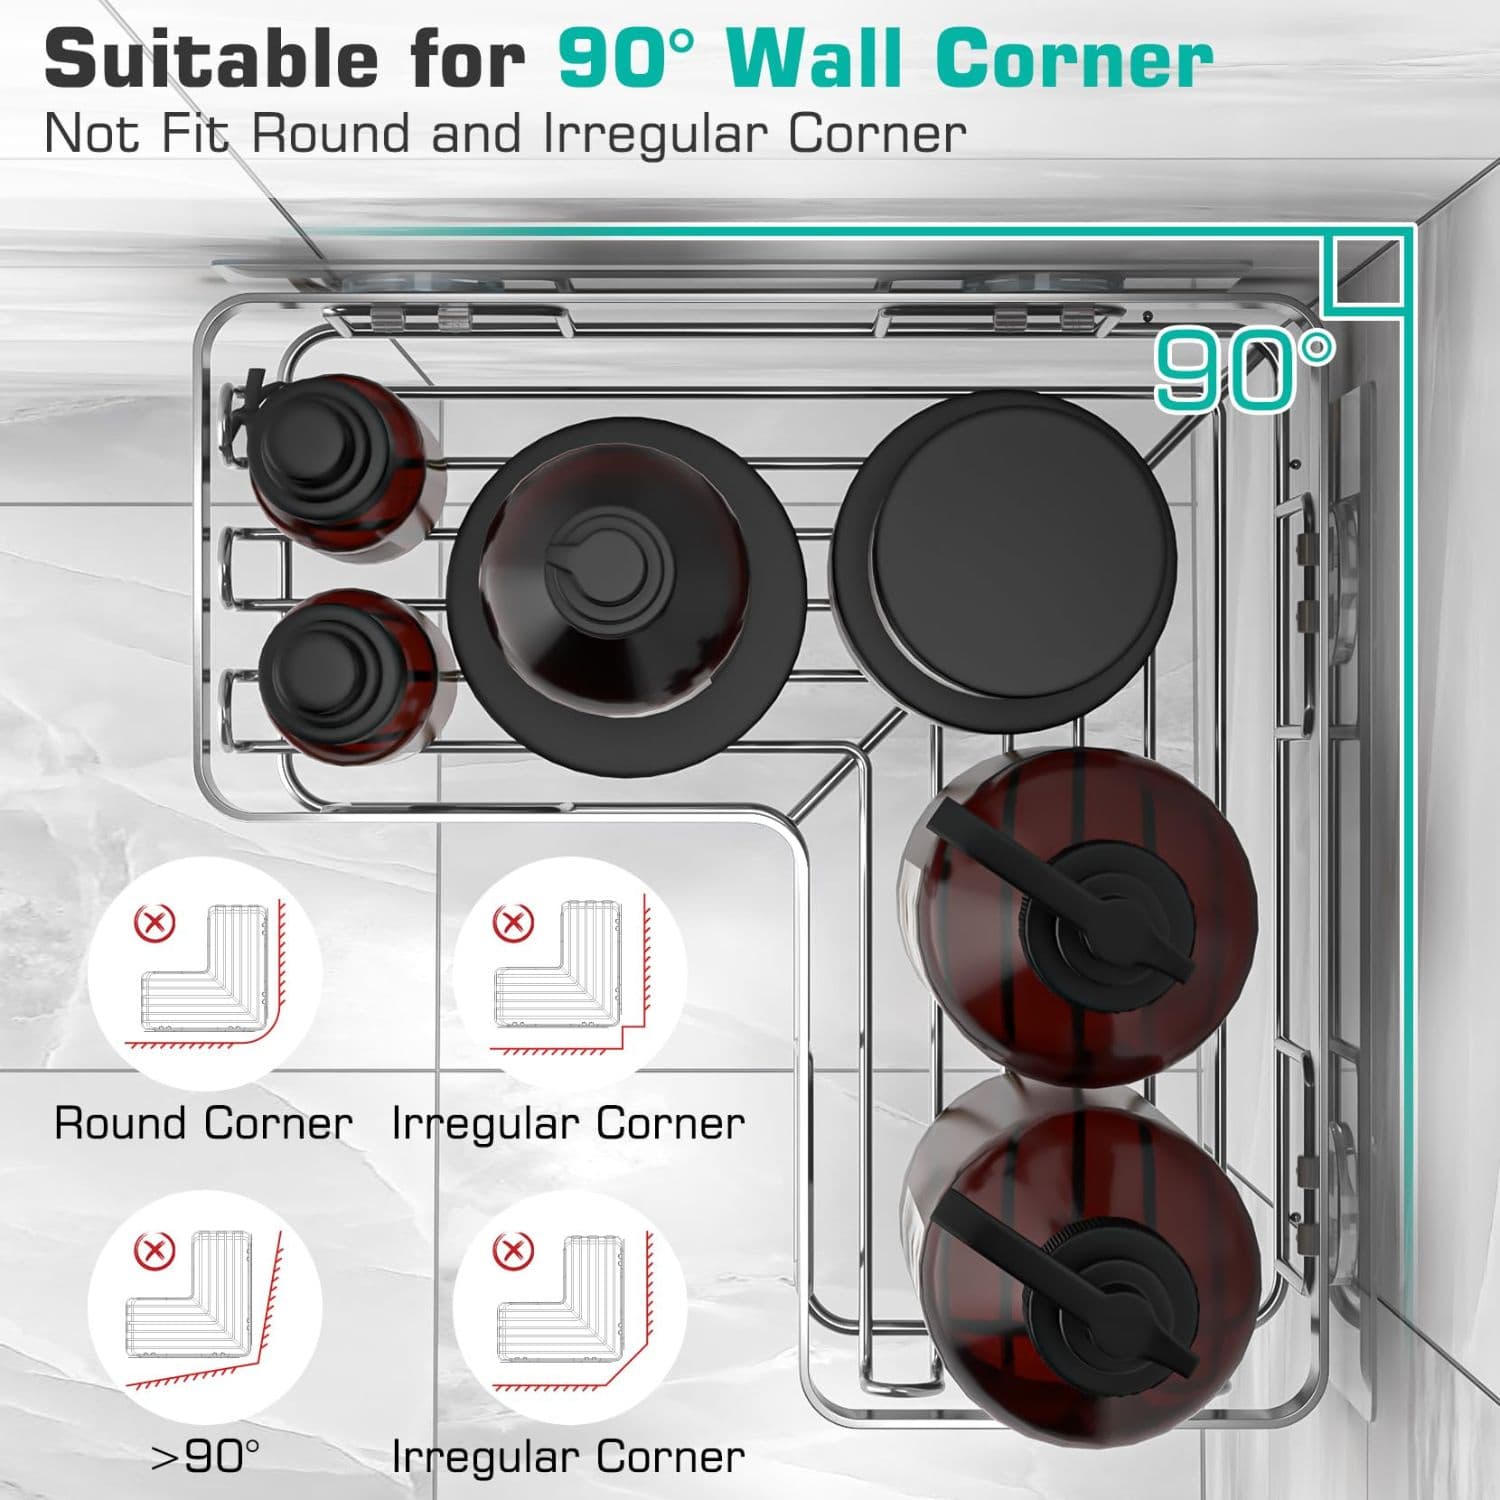 Suitable for 90° Wall Corner
Not Fit Round and Irregular Corner
90°
Round Corner
Irregular Corner
>90°
Irregular Corner